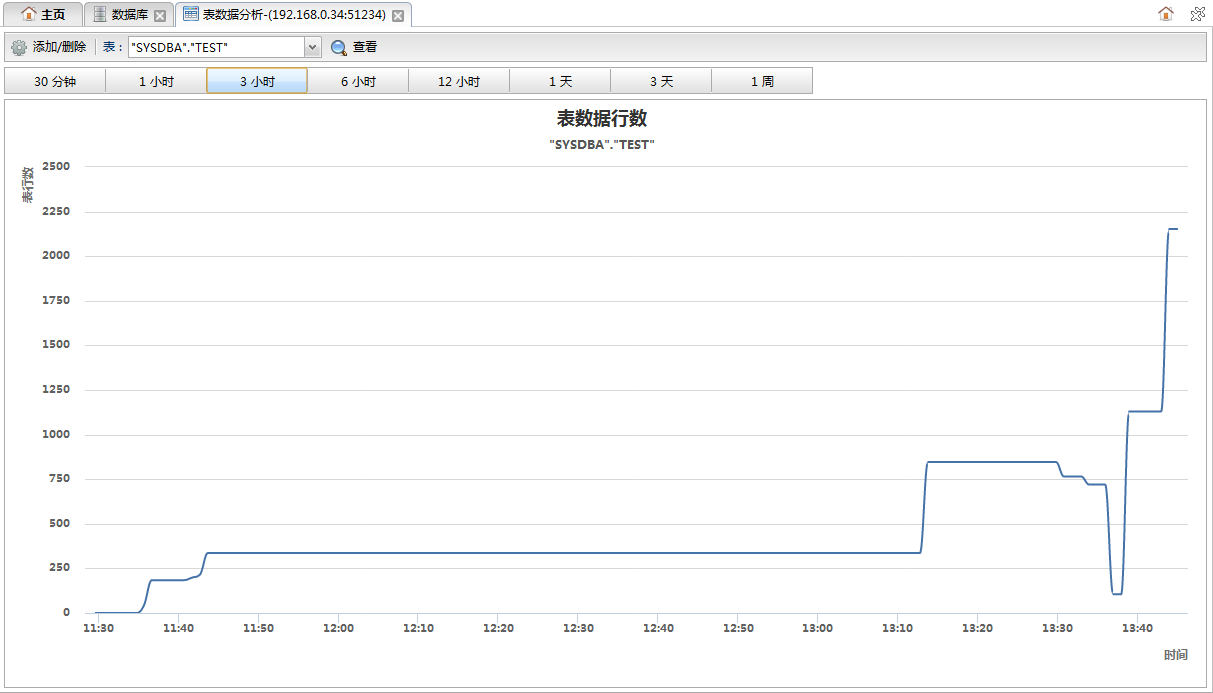 主页 数据库 表数据分析-(192.168.0.34:51234)
添加/删除 表： "SYSDBA"."TEST" 查看
30 分钟 1 小时 3 小时 6 小时 12 小时 1 天 3 天 1 周
表数据行数
"SYSDBA"."TEST"
表行数
2500
2250
2000
1750
1500
1250
1000
750
500
250
0
11:30 11:40 11:50 12:00 12:10 12:20 12:30 12:40 12:50 13:00 13:10 13:20 13:30 13:40
时间